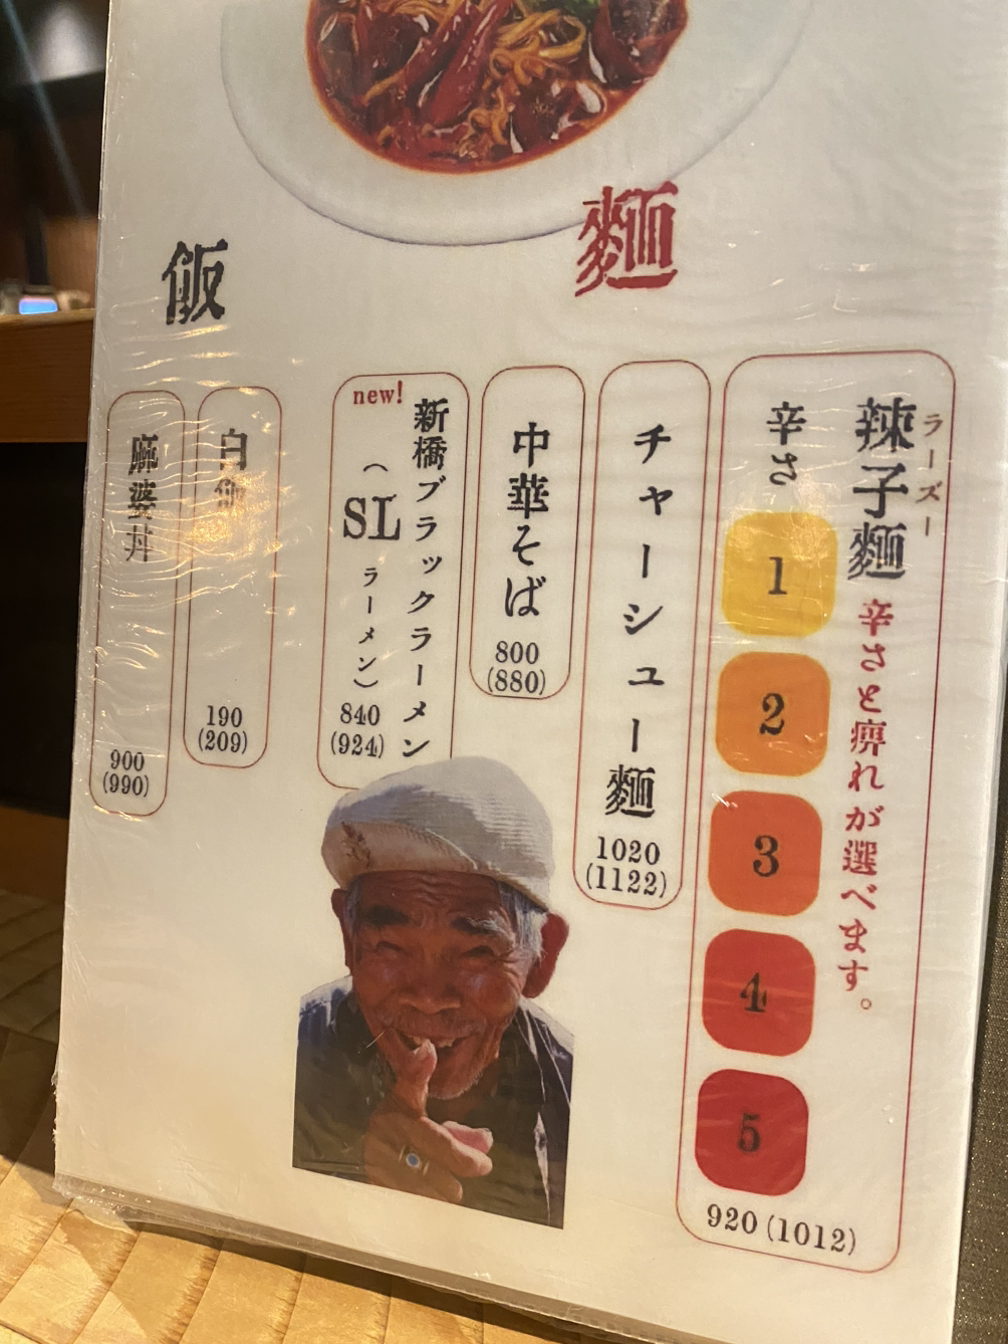 麺
ラーズー
辣子麺 辛さと痺れが選べます。
辛さ
1
2
3
4
5
920(1012)
チャーシュー麺
1020
(1122)
中華そば
800
(880)
new!
新橋ブラックラーメン
(SLラーメン)
840
(924)
飯
白飯
190
(209)
麻婆丼
900
(990)